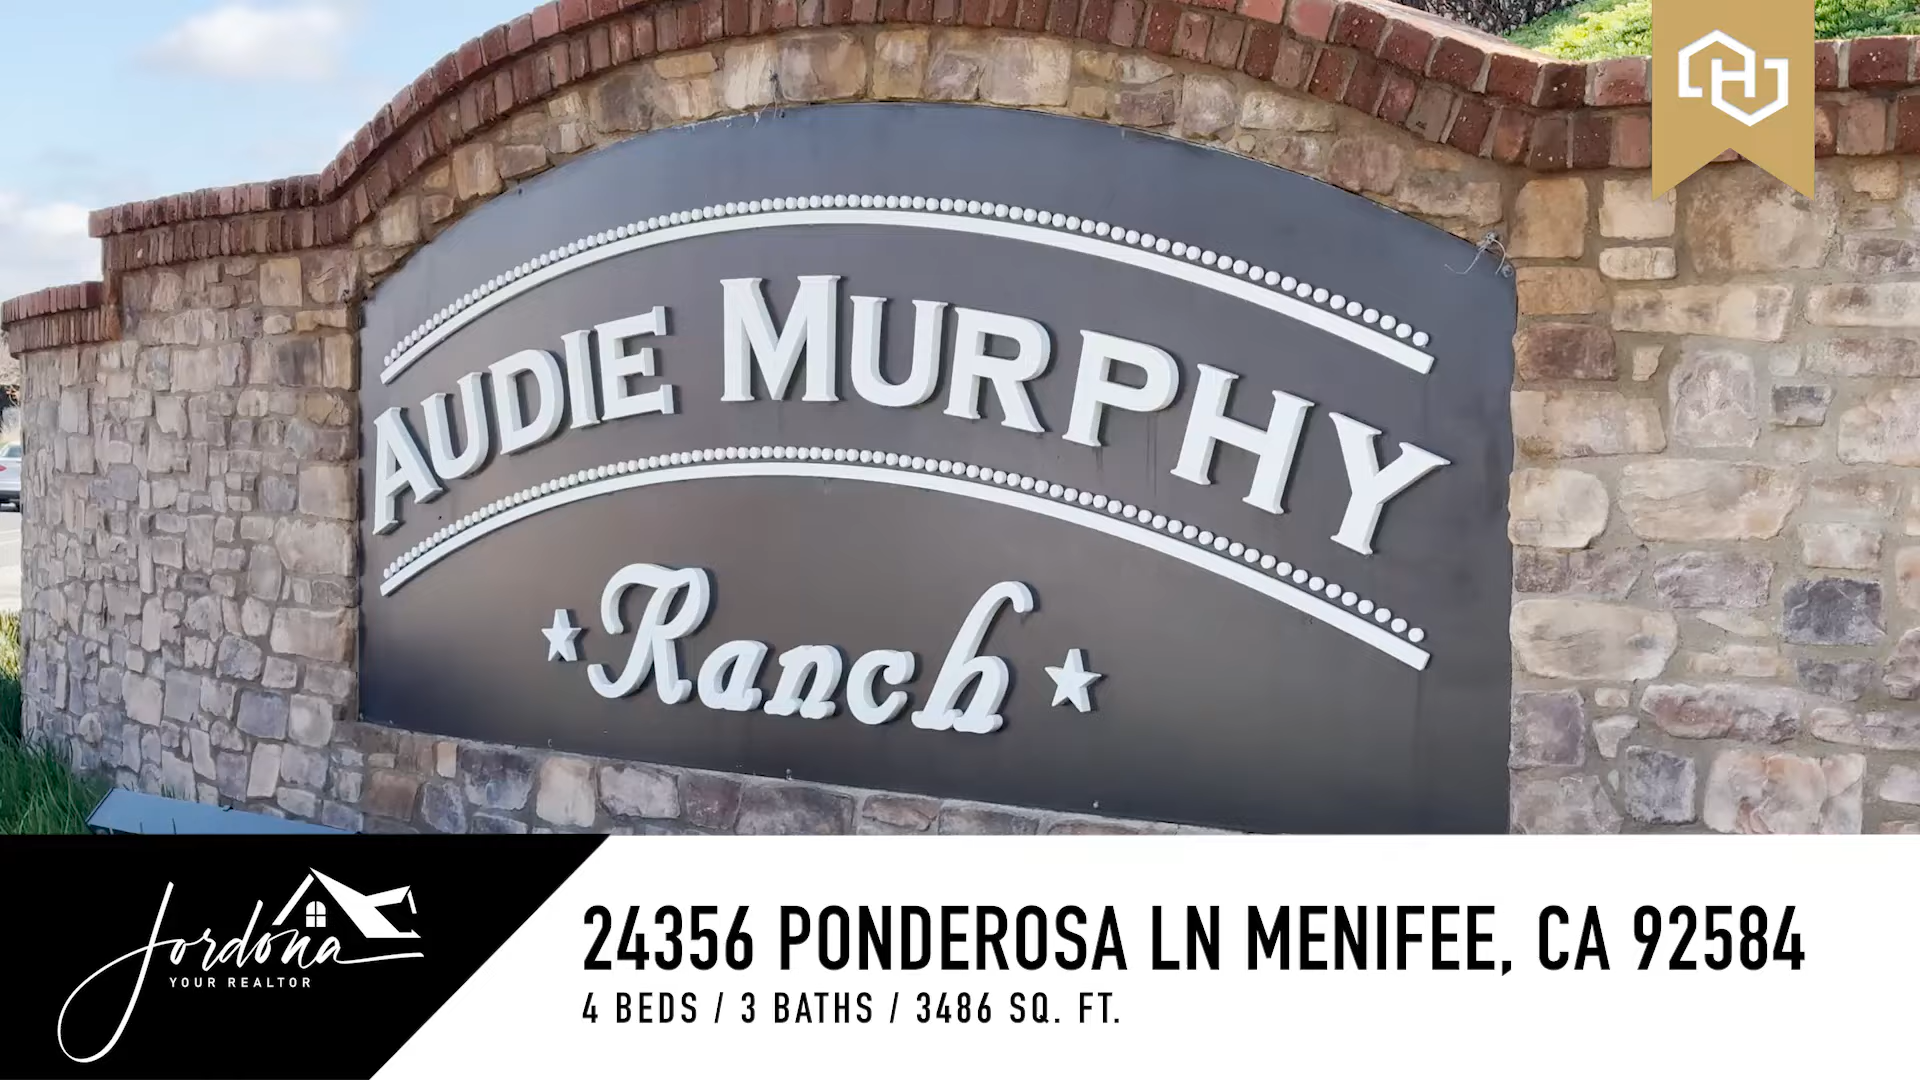 AUDIE MURPHY
Ranch
Jordona
YOUR REALTOR
24356 PONDEROSA LN MENIFEE, CA 92584
4 BEDS / 3 BATHS / 3486 SQ. FT.